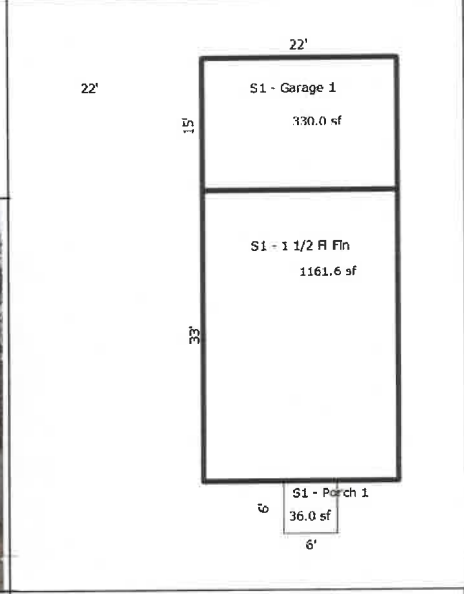 22'
22'
S1 - Garage 1
330.0 sf
15'
S1 - 1 1/2 Fl Fin
1161.6 sf
33'
S1 - Porch 1
6'
36.0 sf
6'